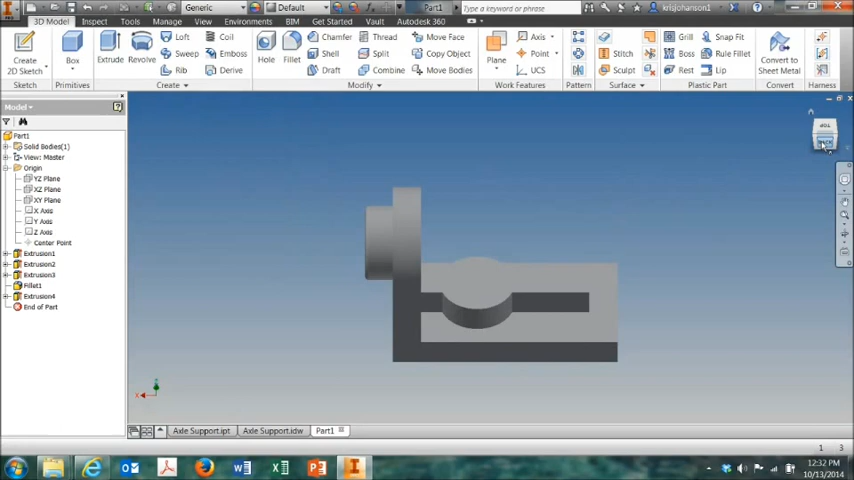 Generic
Default
Part1
Type a keyword or phrase
krisjohanson1
PRO
3D Model
Inspect
Tools
Manage
View
Environments
BIM
Get Started
Vault
Autodesk 360
Create
2D Sketch
Box
Extrude
Revolve
Loft
Coil
Sweep
Emboss
Rib
Derive
Hole
Fillet
Chamfer
Thread
Move Face
Shell
Split
Copy Object
Draft
Combine
Move Bodies
Plane
Axis
Point
UCS
Stitch
Sculpt
Grill
Snap Fit
Boss
Rule Fillet
Rest
Lip
Convert to
Sheet Metal
Sketch
Primitives
Create
Modify
Work Features
Pattern
Surface
Plastic Part
Convert
Harness
Model
Part1
Solid Bodies(1)
View: Master
Origin
YZ Plane
XZ Plane
XY Plane
X Axis
Y Axis
Z Axis
Center Point
Extrusion1
Extrusion2
Extrusion3
Fillet1
Extrusion4
End of Part
TOP
BACK
X
Axle Support.ipt
Axle Support.idw
Part1
1
3
12:32 PM
10/13/2014